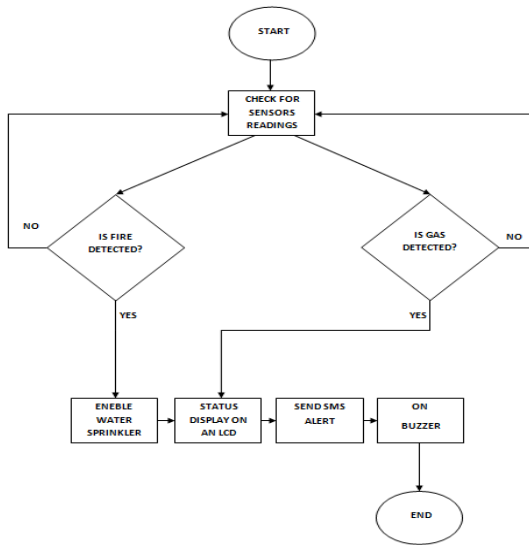 START
CHECK FOR
SENSORS
READINGS
IS FIRE
DETECTED?
NO
IS GAS
DETECTED?
NO
YES
YES
ENEBLE
WATER
SPRINKLER
STATUS
DISPLAY ON
AN LCD
SEND SMS
ALERT
ON
BUZZER
END